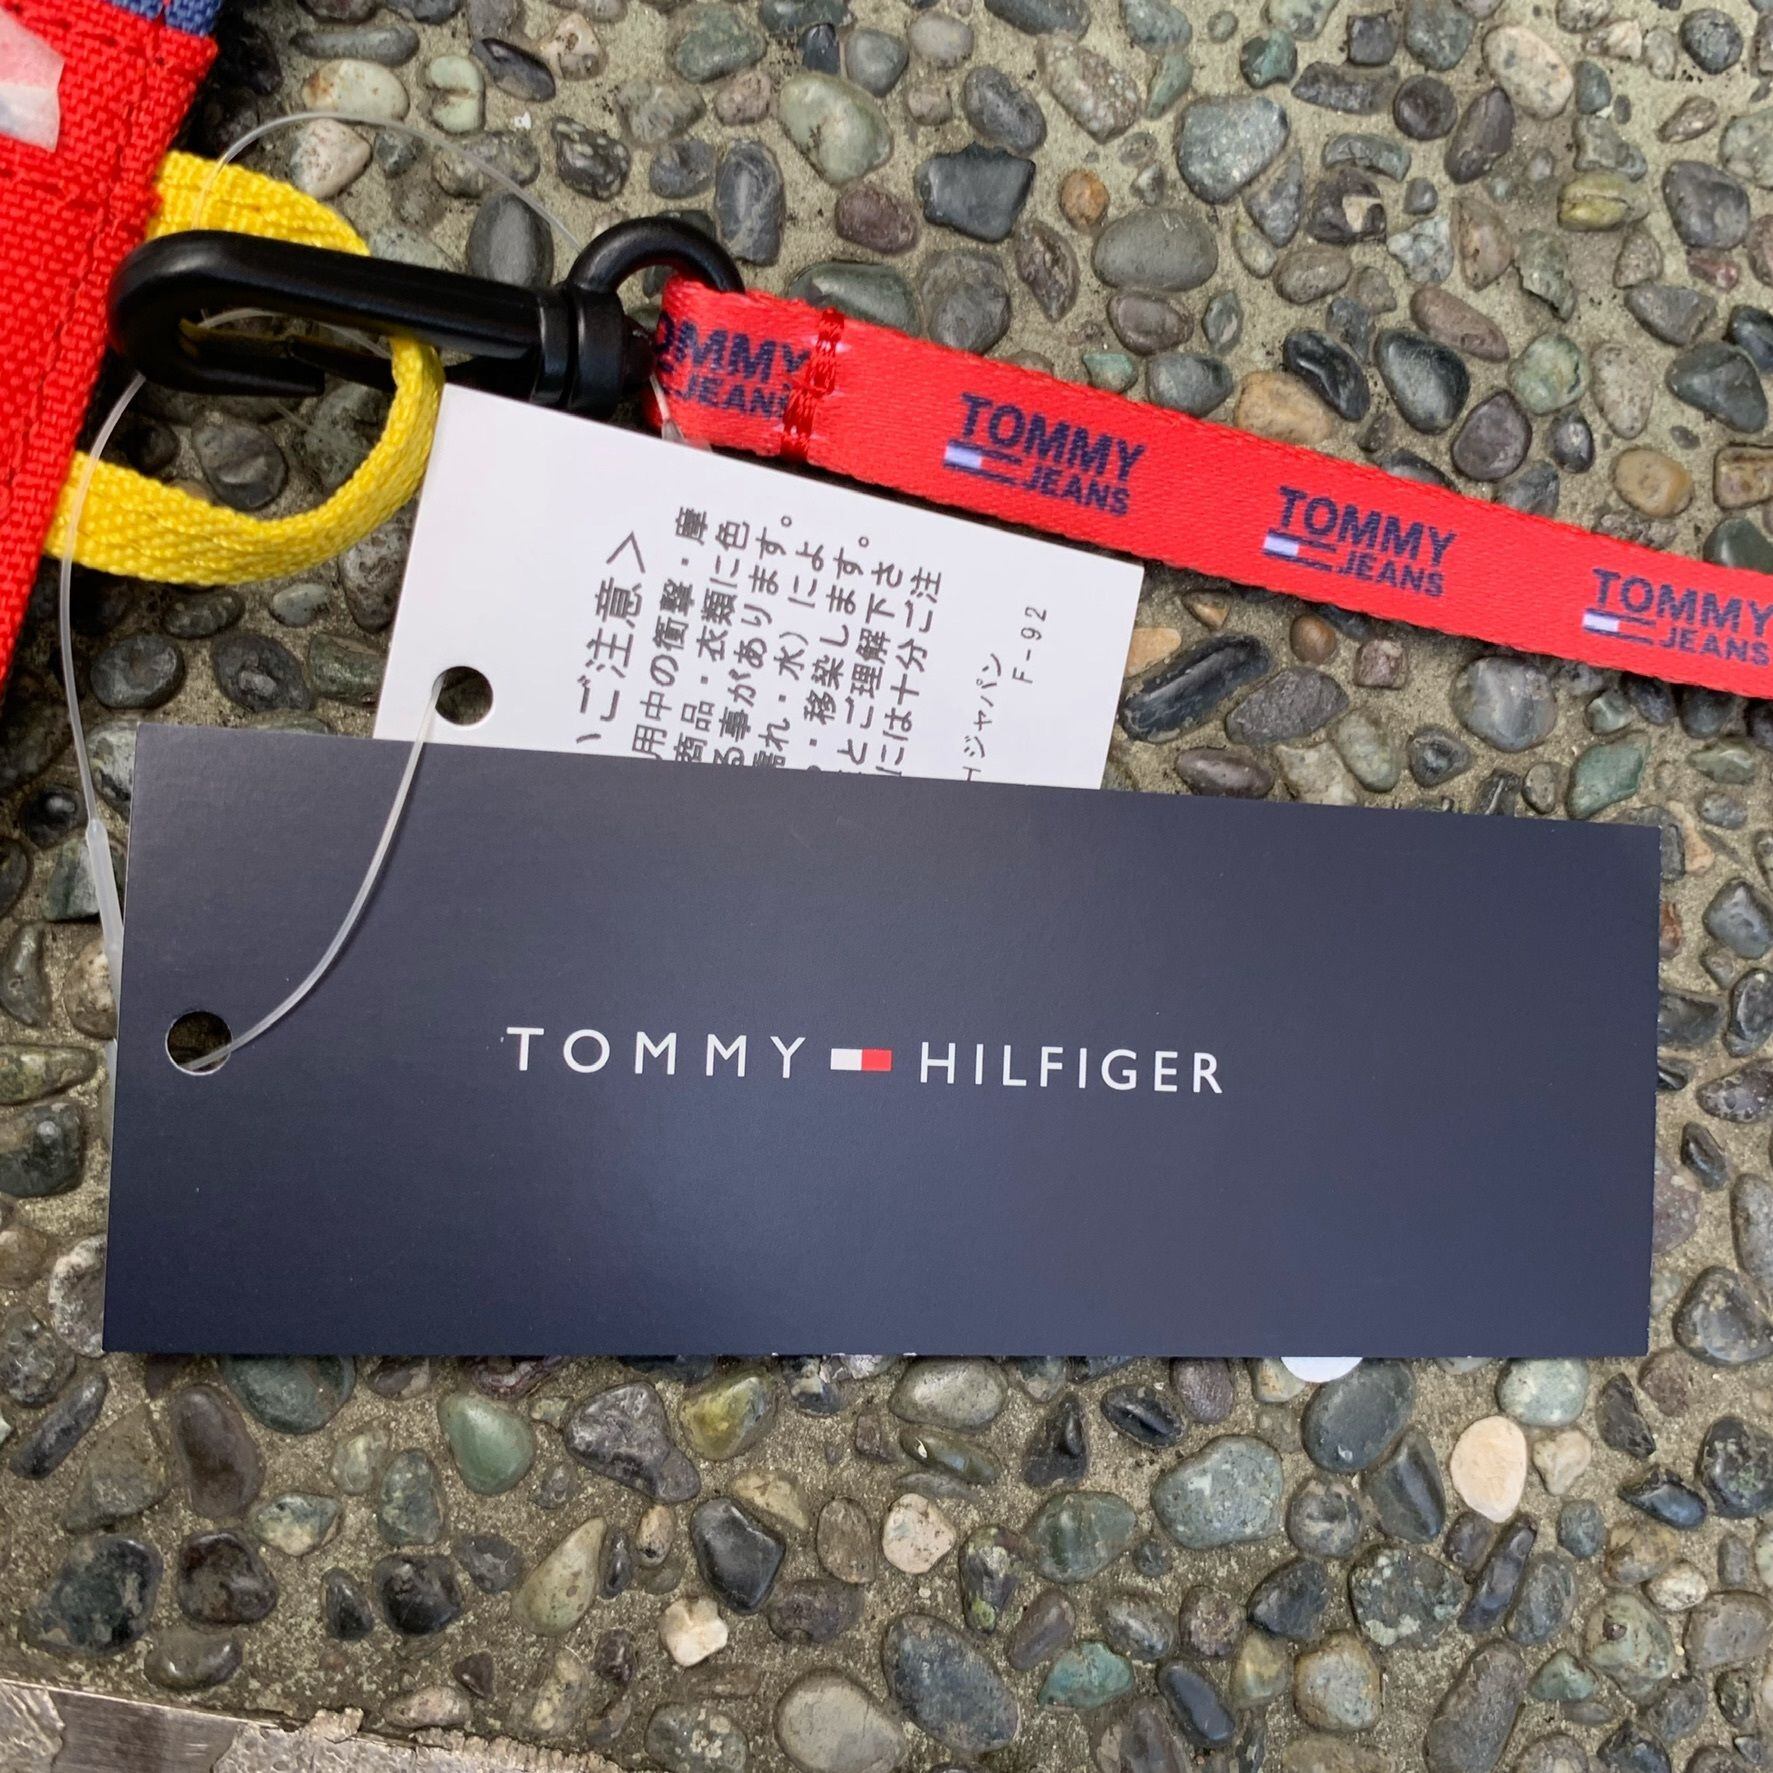 TOMMY
JEANS
TOMMY
JEANS
TOMMY
JEANS
TOMMY
JEANS
ご注意＞
用中の衝撃・摩
商品・衣類に色
る事があります。
濡れ・水）によ
・移染します。
とご理解下さ
には十分ご注
Hジャパン
F-92
TOMMY HILFIGER